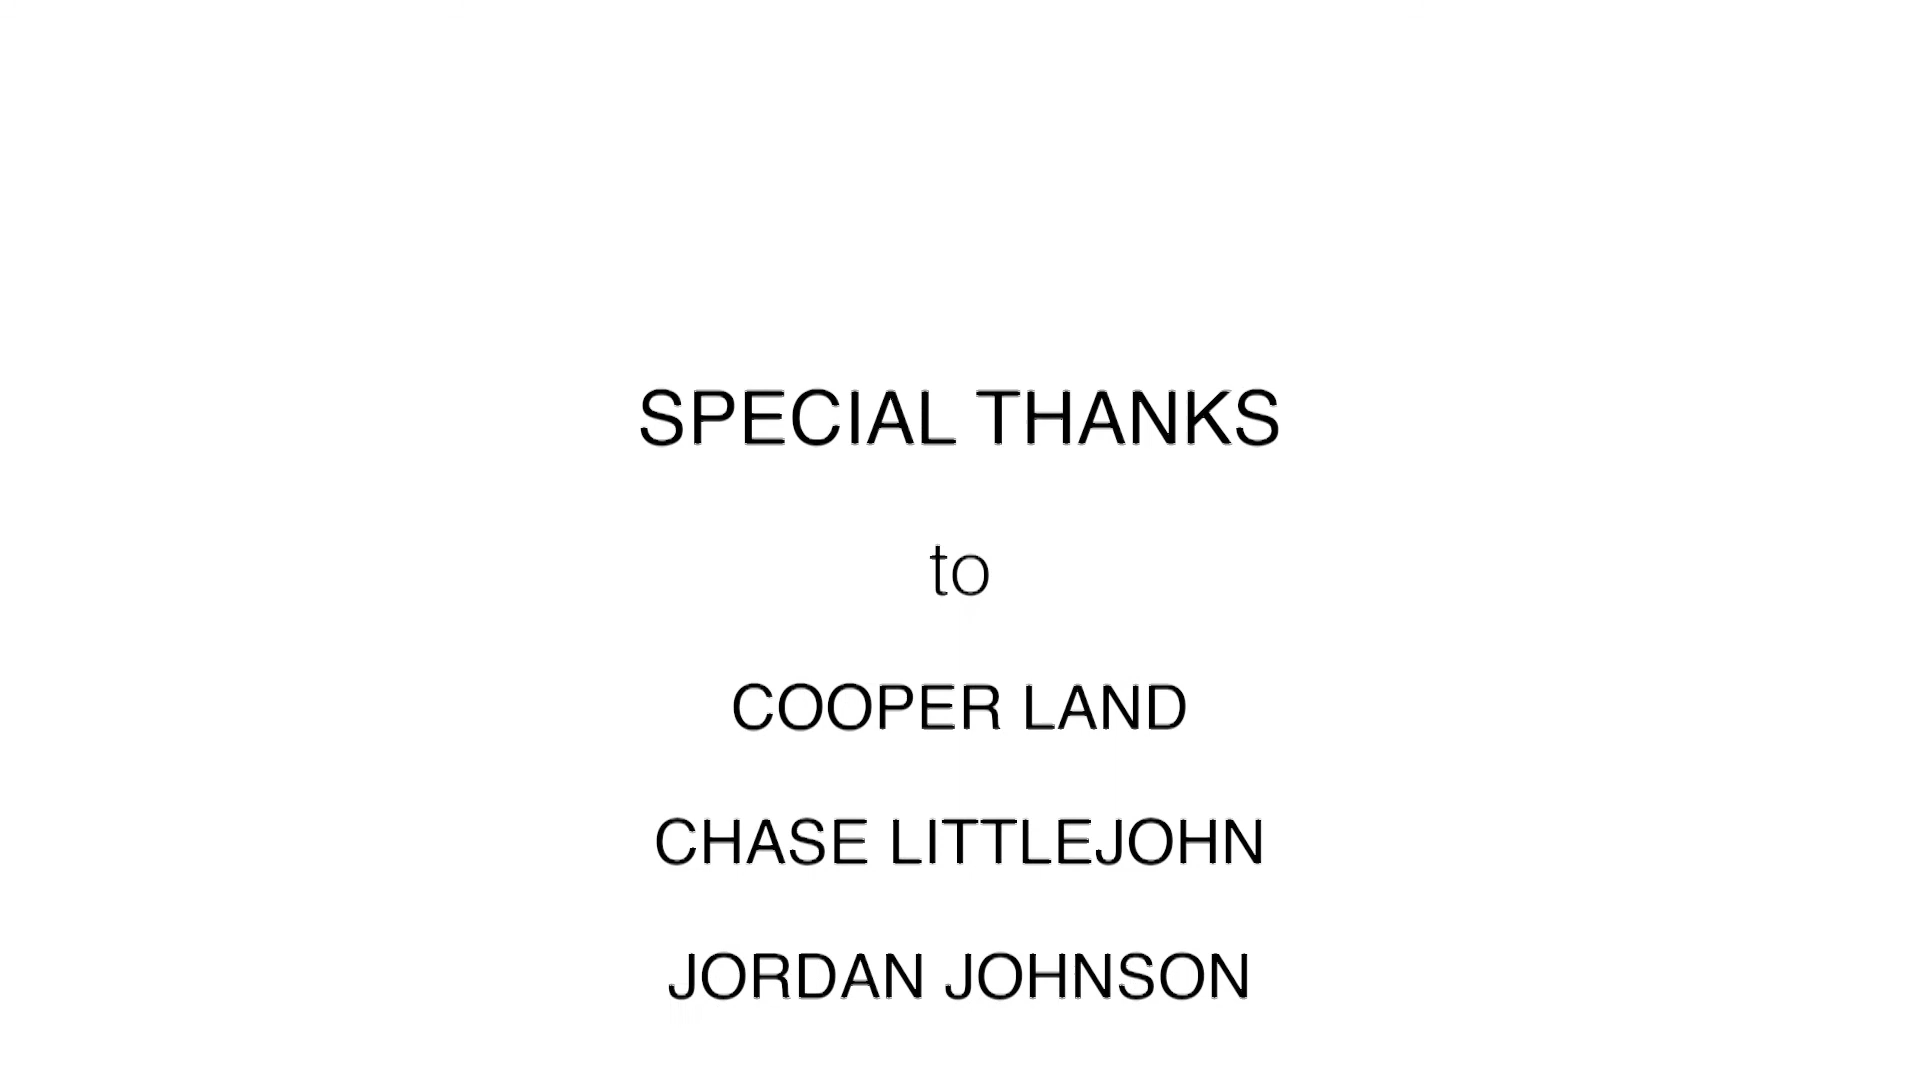 SPECIAL THANKS
to
COOPER LAND
CHASE LITTLEJOHN
JORDAN JOHNSON